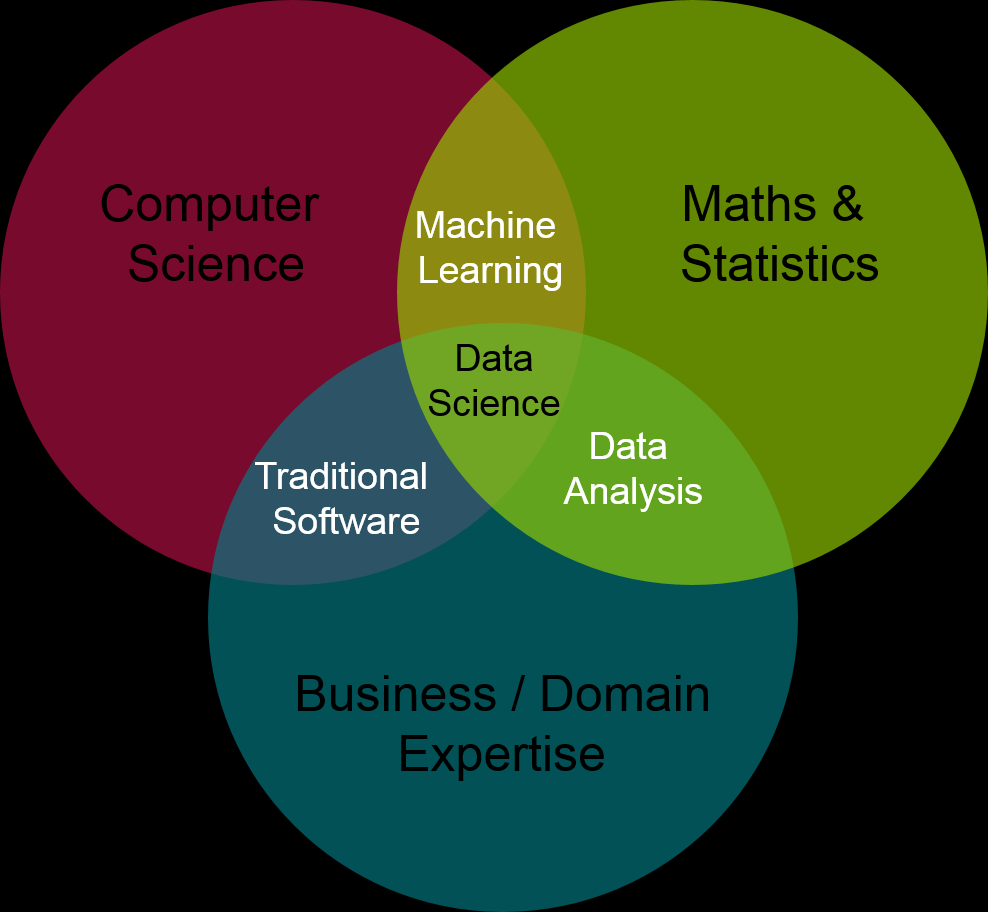 Computer
Science
Maths &
Statistics
Machine
Learning
Data
Science
Data
Analysis
Traditional
Software
Business / Domain
Expertise